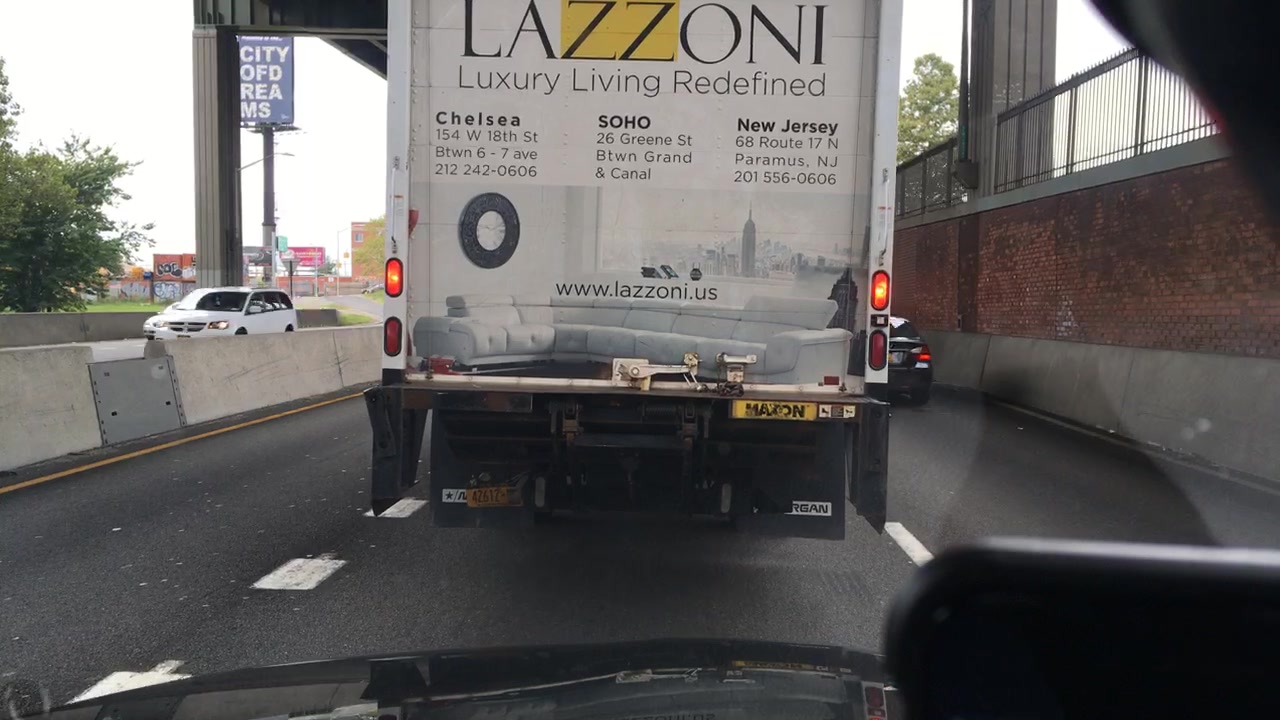 CITY
OFD
REA
MS
LAZZONI
Luxury Living Redefined
Chelsea
154 W 18th St
Btwn 6 - 7 ave
212 242-0606
SOHO
26 Greene St
Btwn Grand
& Canal
New Jersey
68 Route 17 N
Paramus, NJ
201 556-0606
www.lazzoni.us
MAXON
RGAN